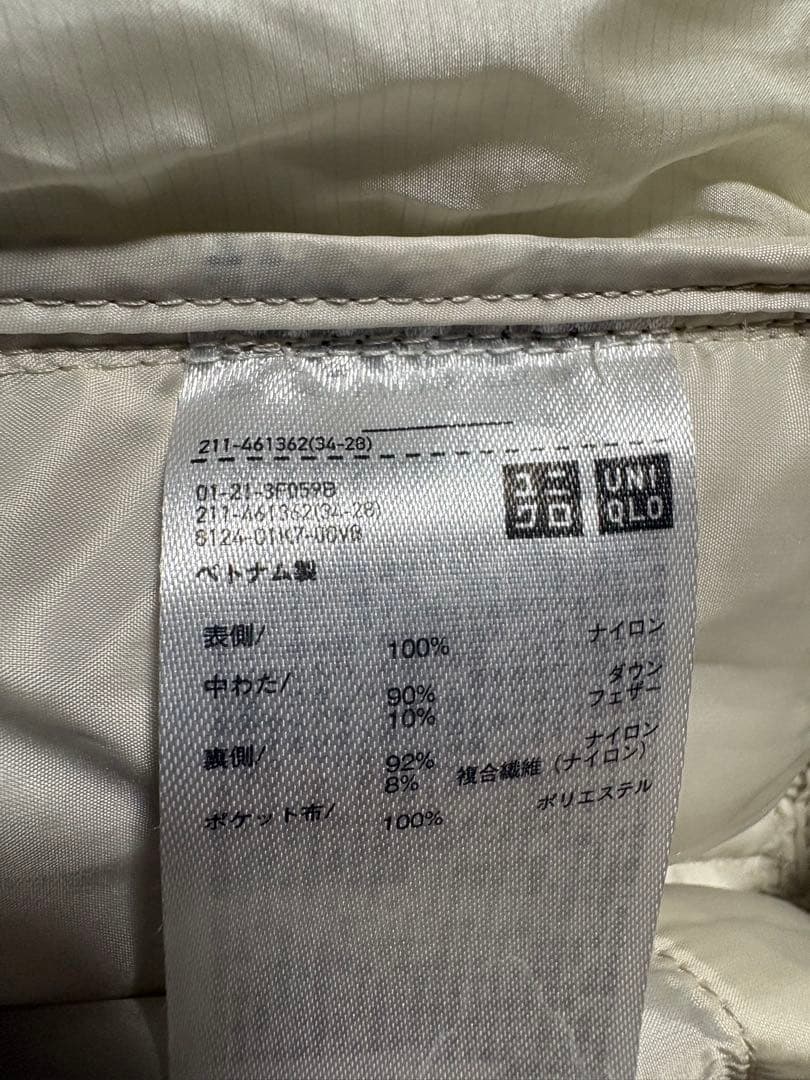 211-461362(34-28)
01-21-3F059B
211-461362(34-28)
ユニ
クロ
UNI
QLO
ベトナム製
表側/ 100% ナイロン
中わた/ 90% ダウン
10% フェザー
裏側/ 92% ナイロン
8% 複合繊維(ナイロン)
ポケット布/ 100% ポリエステル